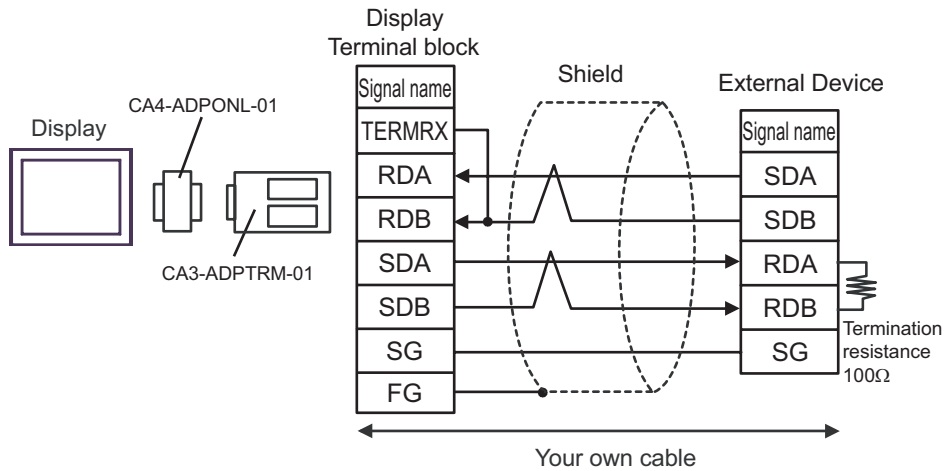 Display
Terminal block
Shield
External Device
CA4-ADPONL-01
Display
CA3-ADPTRM-01
Signal name
TERMRX
RDA
RDB
SDA
SDB
SG
FG
Signal name
SDA
SDB
RDA
RDB
SG
Termination
resistance
100Ω
Your own cable